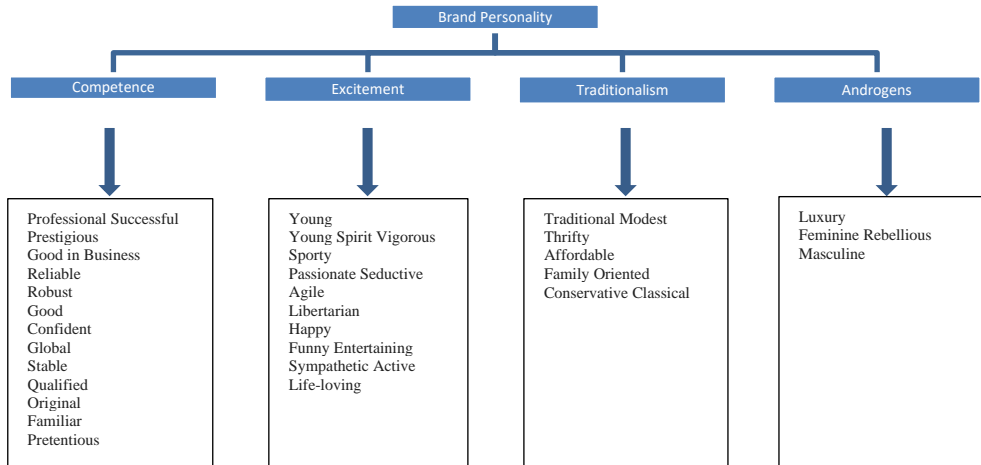 Brand Personality
Competence
Excitement
Traditionalism
Androgens
Professional Successful
Prestigious
Good in Business
Reliable
Robust
Good
Confident
Global
Stable
Qualified
Original
Familiar
Pretentious
Young
Young Spirit Vigorous
Sporty
Passionate Seductive
Agile
Libertarian
Happy
Funny Entertaining
Sympathetic Active
Life-loving
Traditional Modest
Thrifty
Affordable
Family Oriented
Conservative Classical
Luxury
Feminine Rebellious
Masculine